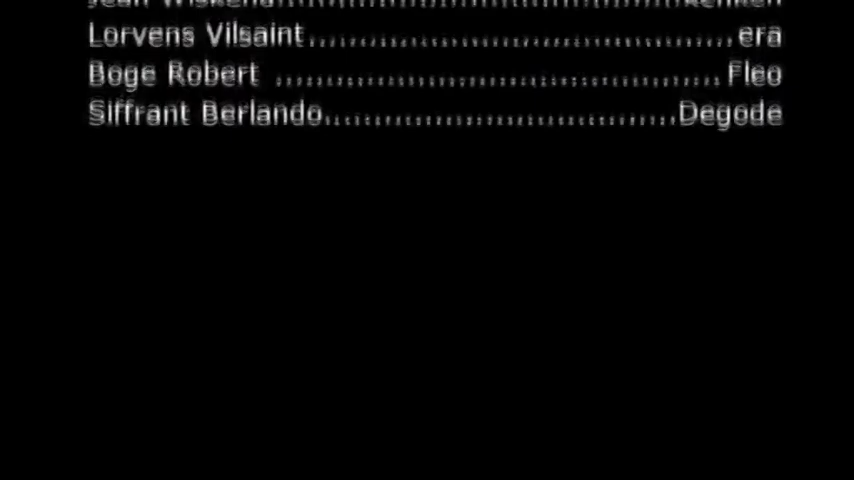 Lorvens Vilsaint.................................................era
Boge Robert .................................................Fleo
Siffrant Berlando.......................................Degode